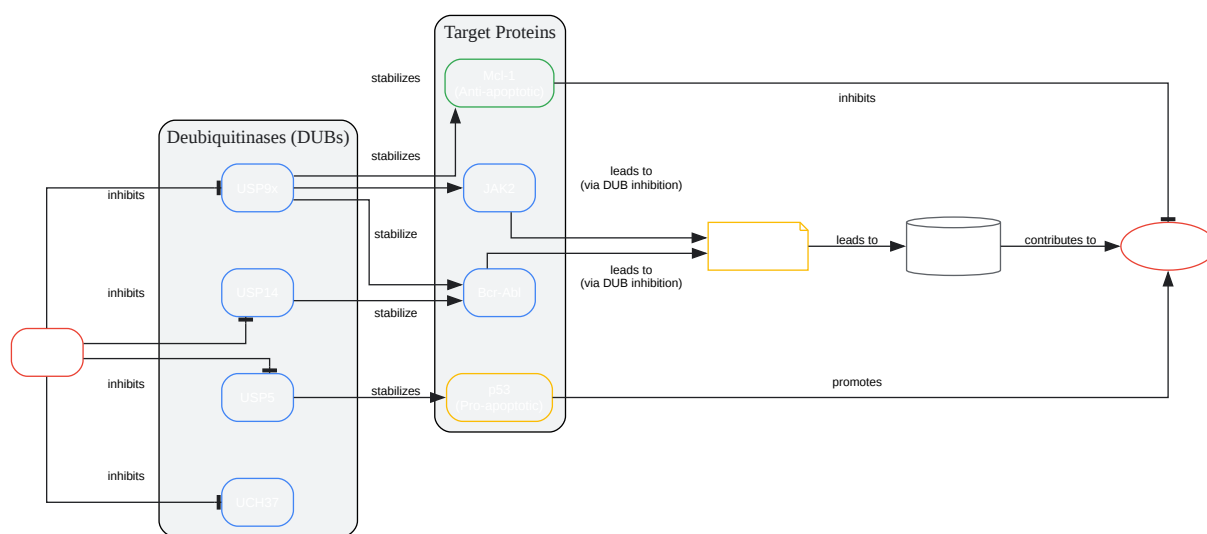 Target Proteins
stabilizes
Mcl-1
(Anti-apoptotic)
inhibits
Deubiquitinases (DUBs)
stabilizes
inhibits
USP9x
JAK2
leads to
(via DUB inhibition)
stabilize
leads to
contributes to
inhibits
USP14
Bcr-Abl
leads to
(via DUB inhibition)
stabilize
inhibits
USP5
stabilizes
p53
(Pro-apoptotic)
promotes
inhibits
UCH37